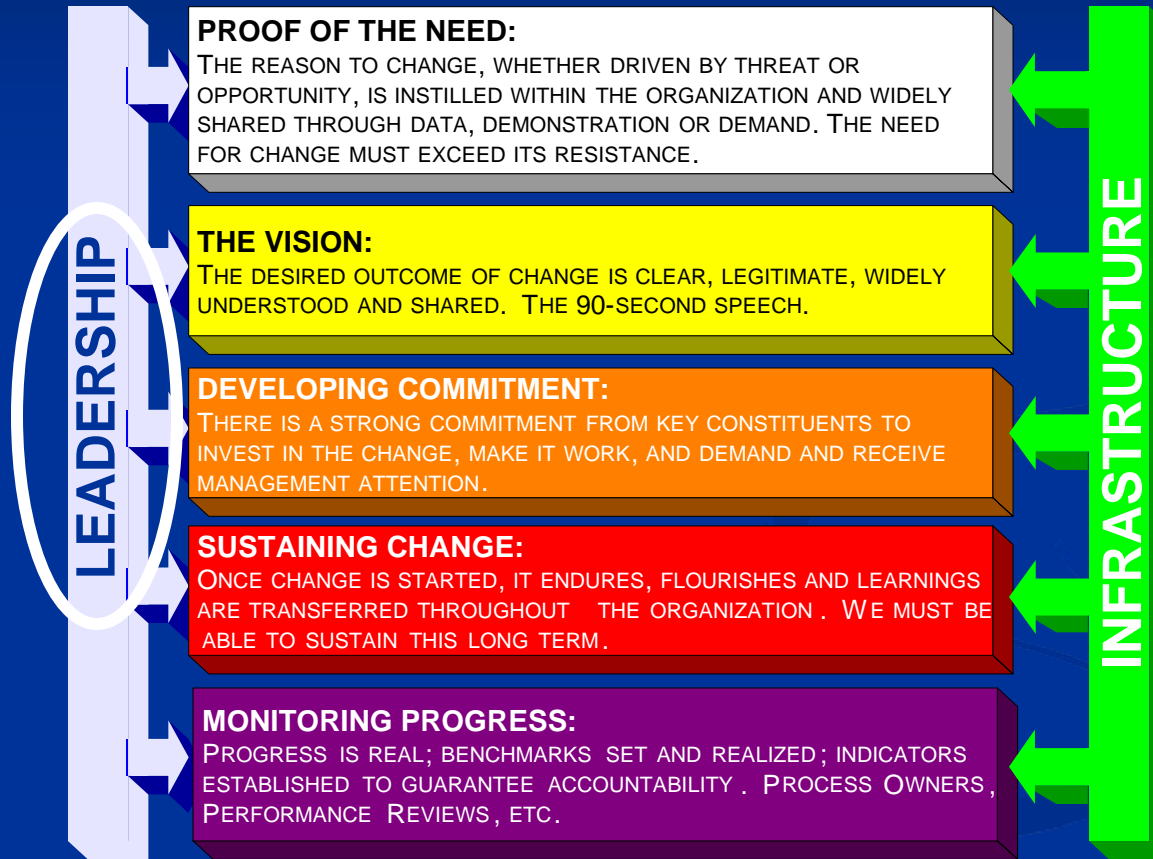 LEADERSHIP
PROOF OF THE NEED:
THE REASON TO CHANGE, WHETHER DRIVEN BY THREAT OR
OPPORTUNITY, IS INSTILLED WITHIN THE ORGANIZATION AND WIDELY
SHARED THROUGH DATA, DEMONSTRATION OR DEMAND. THE NEED
FOR CHANGE MUST EXCEED ITS RESISTANCE.
THE VISION:
THE DESIRED OUTCOME OF CHANGE IS CLEAR, LEGITIMATE, WIDELY
UNDERSTOOD AND SHARED. THE 90-SECOND SPEECH.
DEVELOPING COMMITMENT:
THERE IS A STRONG COMMITMENT FROM KEY CONSTITUENTS TO
INVEST IN THE CHANGE, MAKE IT WORK, AND DEMAND AND RECEIVE
MANAGEMENT ATTENTION.
SUSTAINING CHANGE:
ONCE CHANGE IS STARTED, IT ENDURES, FLOURISHES AND LEARNINGS
ARE TRANSFERRED THROUGHOUT THE ORGANIZATION. WE MUST BE
ABLE TO SUSTAIN THIS LONG TERM.
MONITORING PROGRESS:
PROGRESS IS REAL; BENCHMARKS SET AND REALIZED; INDICATORS
ESTABLISHED TO GUARANTEE ACCOUNTABILITY. PROCESS OWNERS,
PERFORMANCE REVIEWS, ETC.
INFRASTRUCTURE